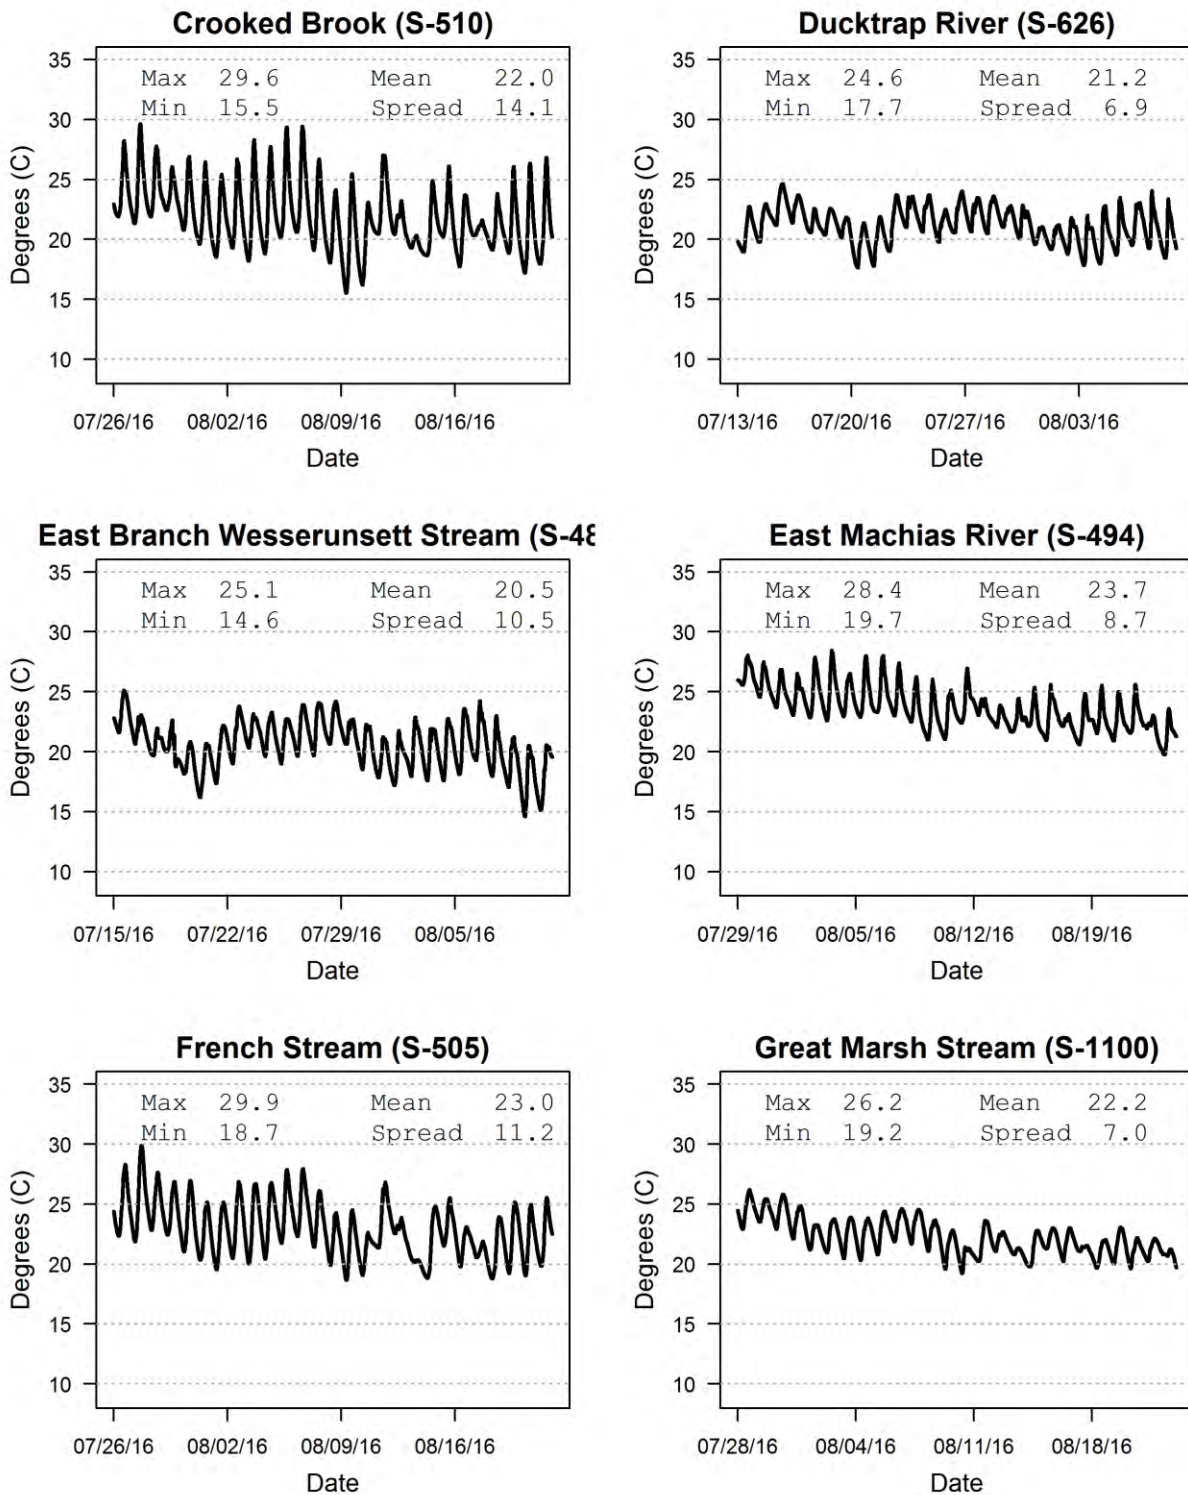 Crooked Brook (S-510)
Max 29.6 Mean 22.0
Min 15.5 Spread 14.1
35
30
25
20
15
10
Degrees (C)
07/26/16 08/02/16 08/09/16 08/16/16
Date
Ducktrap River (S-626)
Max 24.6 Mean 21.2
Min 17.7 Spread 6.9
35
30
25
20
15
10
Degrees (C)
07/13/16 07/20/16 07/27/16 08/03/16
Date
East Branch Wesserunsett Stream (S-48
Max 25.1 Mean 20.5
Min 14.6 Spread 10.5
35
30
25
20
15
10
Degrees (C)
07/15/16 07/22/16 07/29/16 08/05/16
Date
East Machias River (S-494)
Max 28.4 Mean 23.7
Min 19.7 Spread 8.7
35
30
25
20
15
10
Degrees (C)
07/29/16 08/05/16 08/12/16 08/19/16
Date
French Stream (S-505)
Max 29.9 Mean 23.0
Min 18.7 Spread 11.2
35
30
25
20
15
10
Degrees (C)
07/26/16 08/02/16 08/09/16 08/16/16
Date
Great Marsh Stream (S-1100)
Max 26.2 Mean 22.2
Min 19.2 Spread 7.0
35
30
25
20
15
10
Degrees (C)
07/28/16 08/04/16 08/11/16 08/18/16
Date